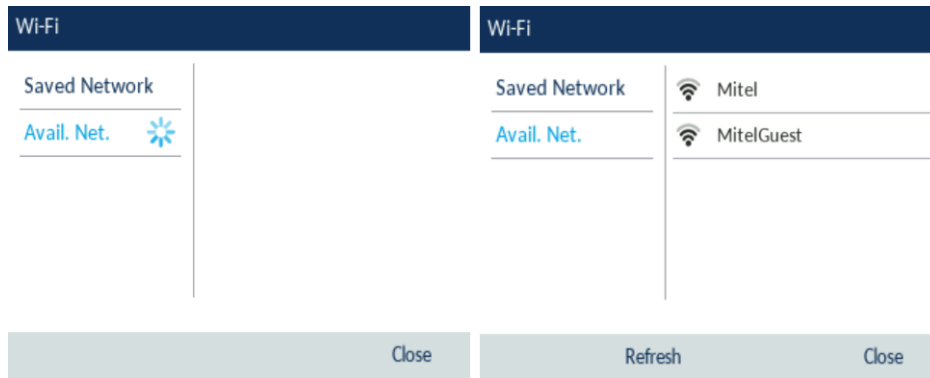 Wi-Fi
Saved Network
Avail. Net.
Close
Wi-Fi
Saved Network
Mitel
Avail. Net.
MitelGuest
Refresh
Close